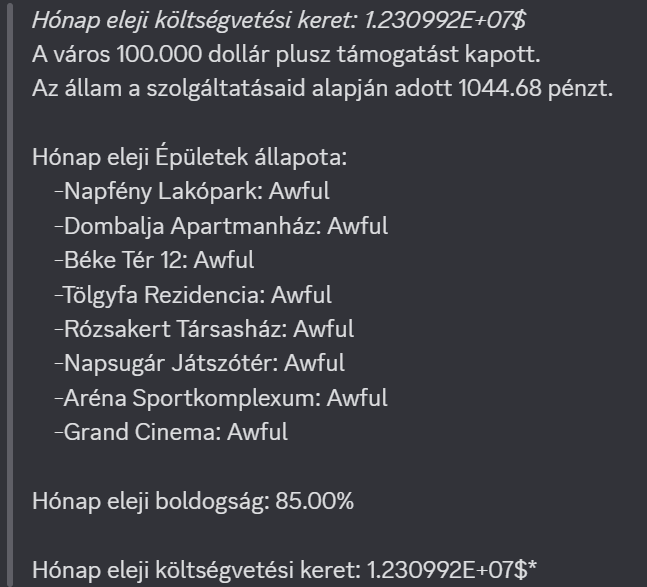 Hónap eleji költségvetési keret: 1.230992E+07$
A város 100.000 dollár plusz támogatást kapott.
Az állam a szolgáltatásaid alapján adott 1044.68 pénzt.
Hónap eleji Épületek állapota:
-Napfény Lakópark: Awful
-Dombalja Apartmanház: Awful
-Béke Tér 12: Awful
-Tölgyfa Rezidencia: Awful
-Rózsakert Társasház: Awful
-Napsugár Játszótér: Awful
-Aréna Sportkomplexum: Awful
-Grand Cinema: Awful
Hónap eleji boldogság: 85.00%
Hónap eleji költségvetési keret: 1.230992E+07$*